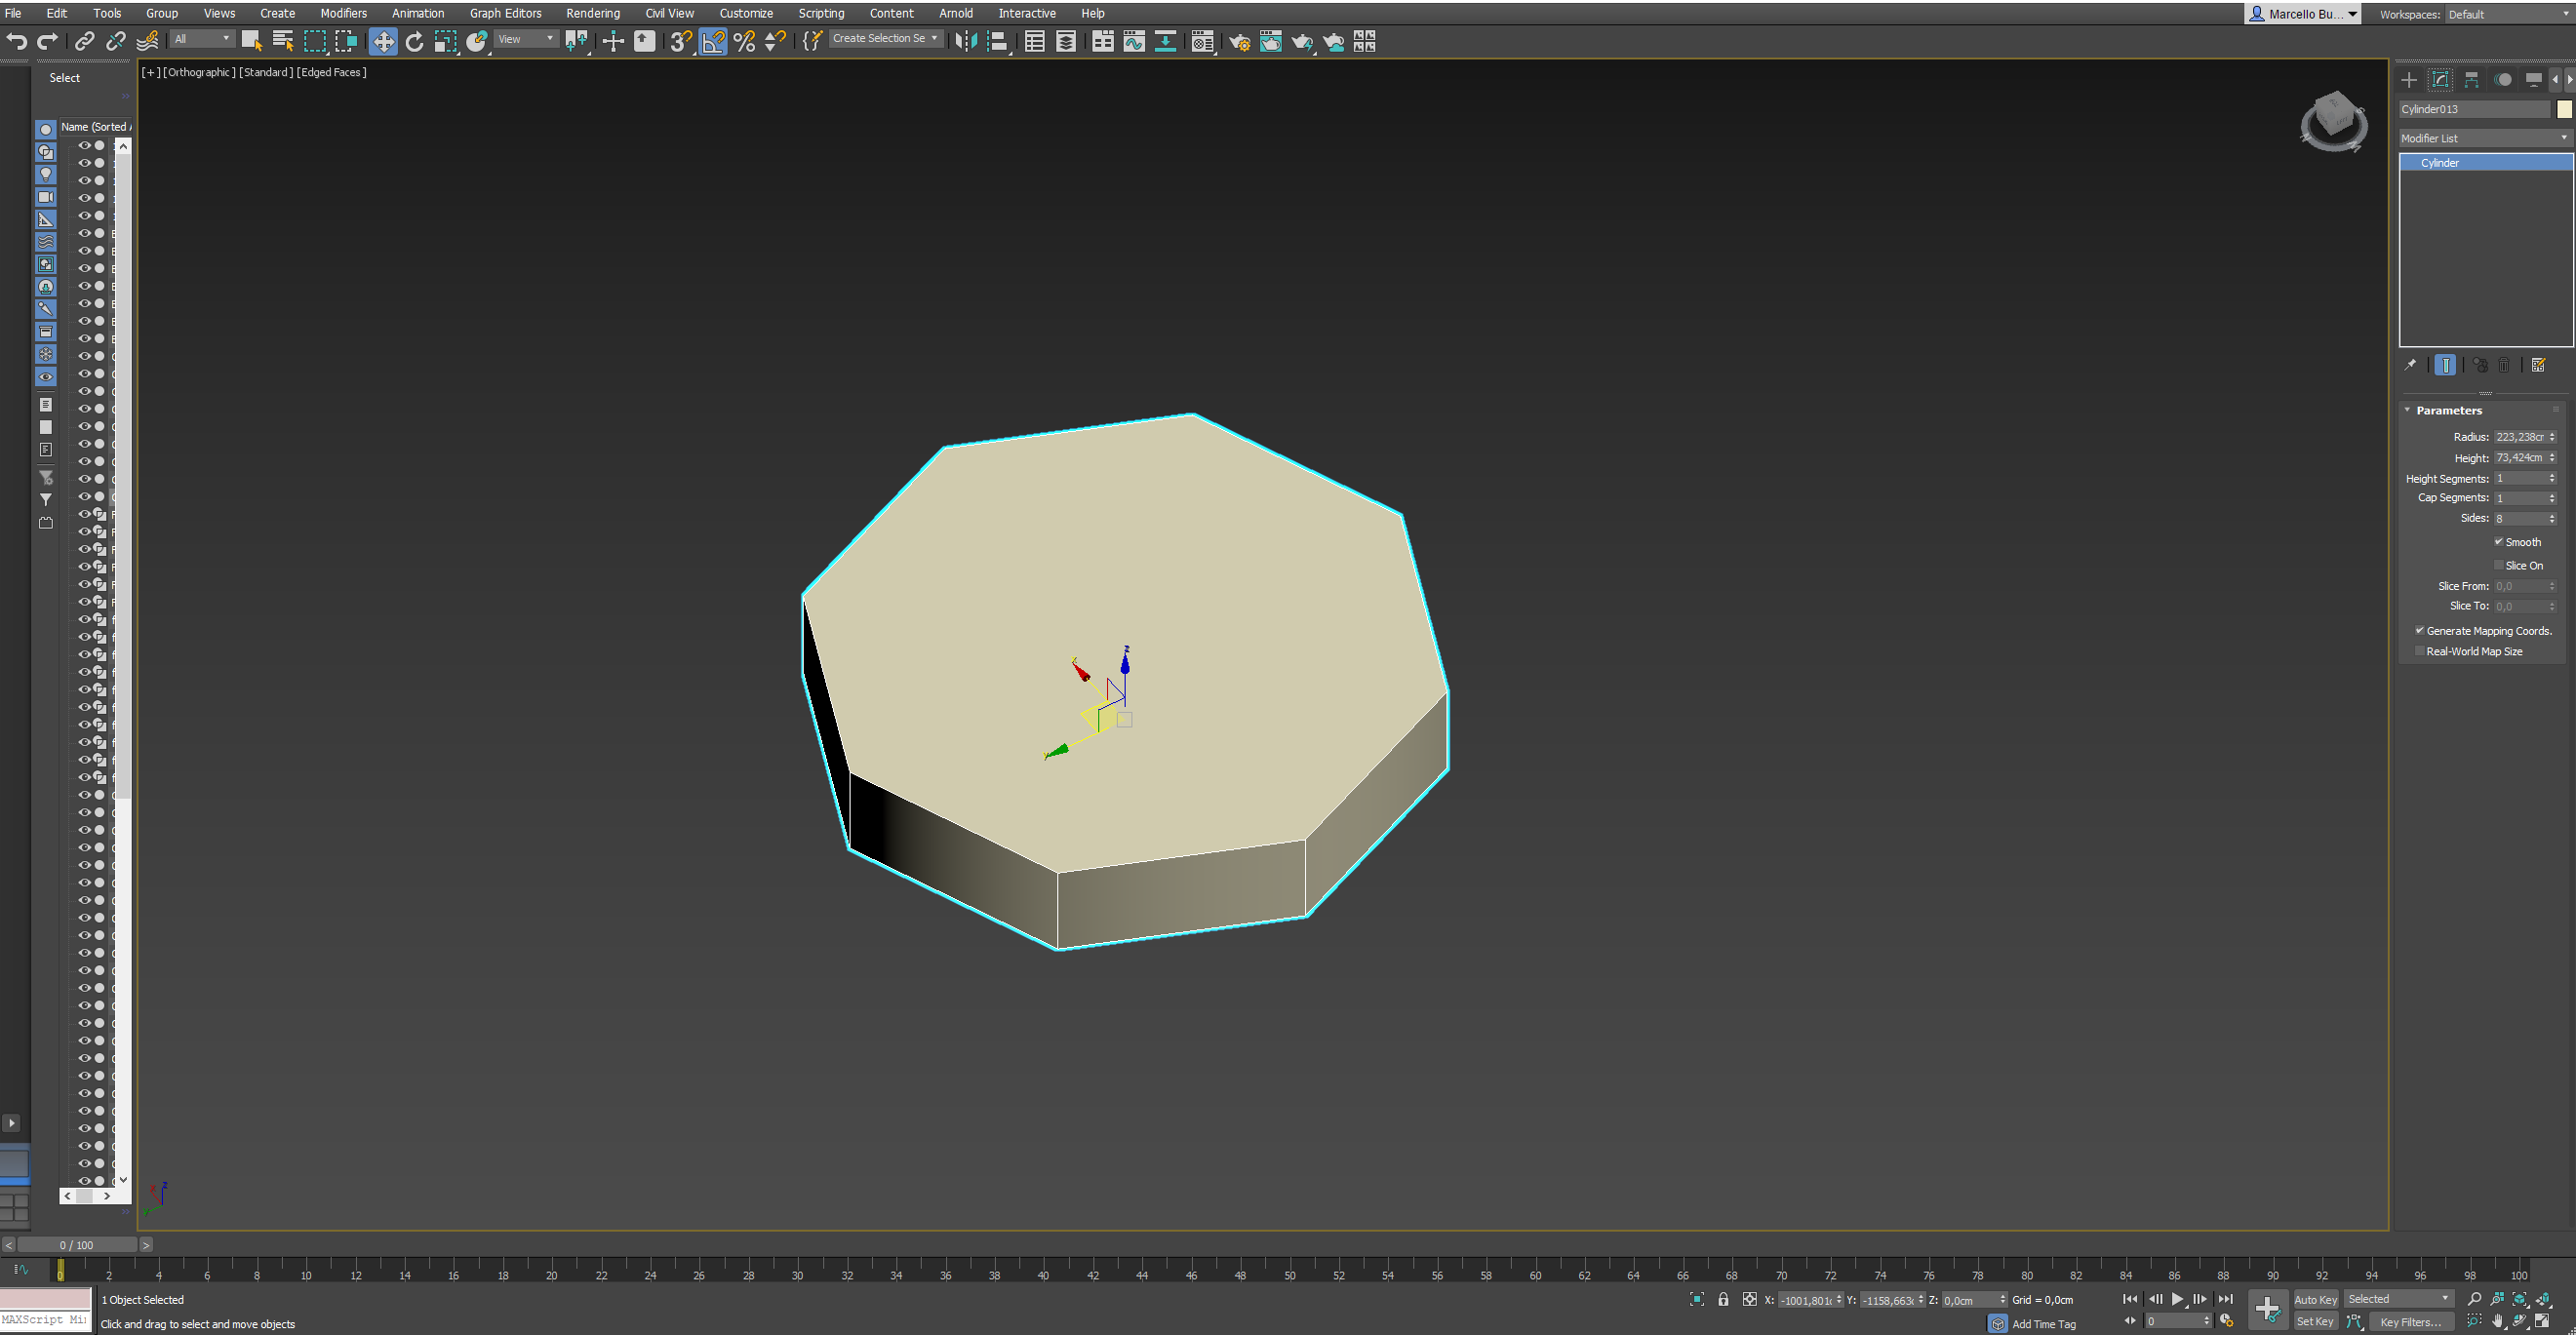 File Edit Tools Group Views Create Modifiers Animation Graph Editors Rendering Civil View Customize Scripting Content Arnold Interactive Help
Marcello Bu... Workspaces: Default
All View Create Selection Se
Select
[+] [Orthographic] [Standard] [Edged Faces]
Name (Sorted A
Cylinder013
Modifier List
Cylinder
Parameters
Radius: 223,238cr
Height: 73,424cm
Height Segments: 1
Cap Segments: 1
Sides: 8
Smooth
Slice On
Slice From: 0,0
Slice To: 0,0
Generate Mapping Coords.
Real-World Map Size
z
x
y
0 / 100
0 2 4 6 8 10 12 14 16 18 20 22 24 26 28 30 32 34 36 38 40 42 44 46 48 50 52 54 56 58 60 62 64 66 68 70 72 74 76 78 80 82 84 86 88 90 92 94 96 98 100
1 Object Selected
X: -1001,801c Y: -1158,663c Z: 0,0cm Grid = 0,0cm
Auto Key Selected
MAXScript Mi
Click and drag to select and move objects
Add Time Tag
0
Set Key Key Filters...